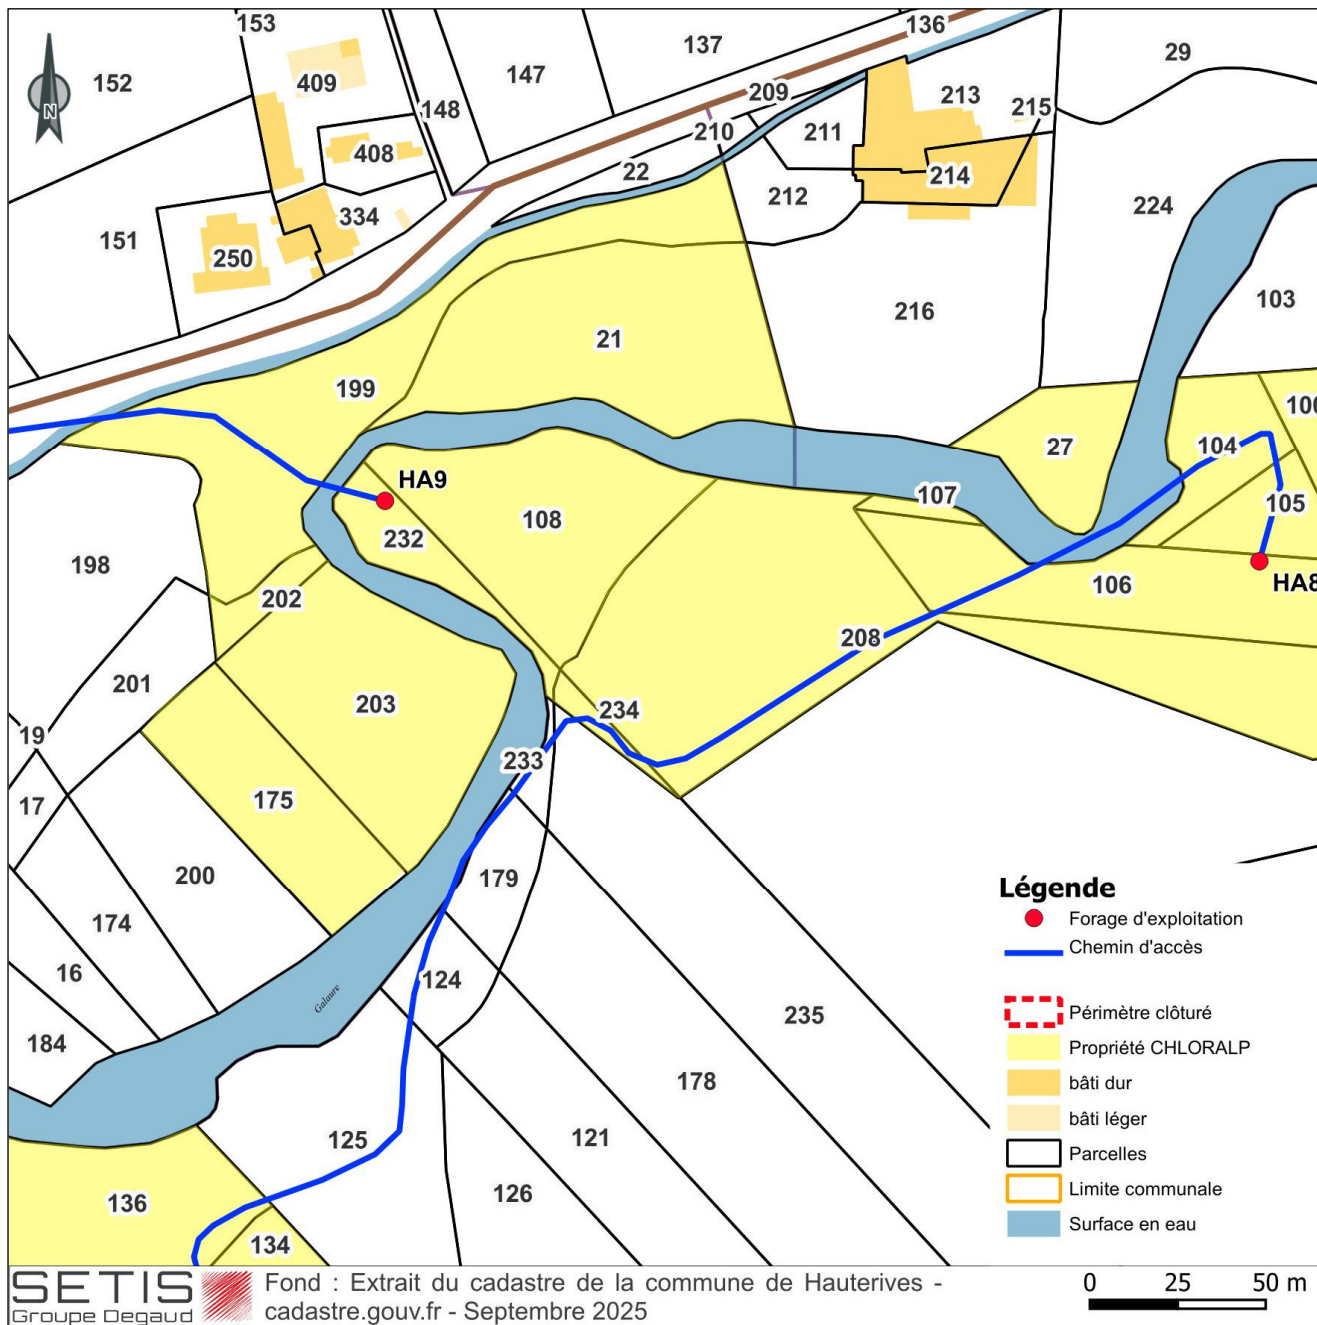 153
136
152
409
147
137
29
148
209
213
215
408
210
211
22
214
334
212
224
151
250
103
216
21
199
100
27
104
HA9
107
105
108
232
198
HA8
202
106
208
201
203
234
19
233
175
17
200
179
174
16
124
Galaure
235
184
178
125
121
126
136
134
Légende
Forage d'exploitation
Chemin d'accès
Périmètre clôturé
Propriété CHLORALP
bâti dur
bâti léger
Parcelles
Limite communale
Surface en eau
N
SETIS
Groupe Degaud
Fond : Extrait du cadastre de la commune de Hauterives -
cadastre.gouv.fr - Septembre 2025
0 25 50 m